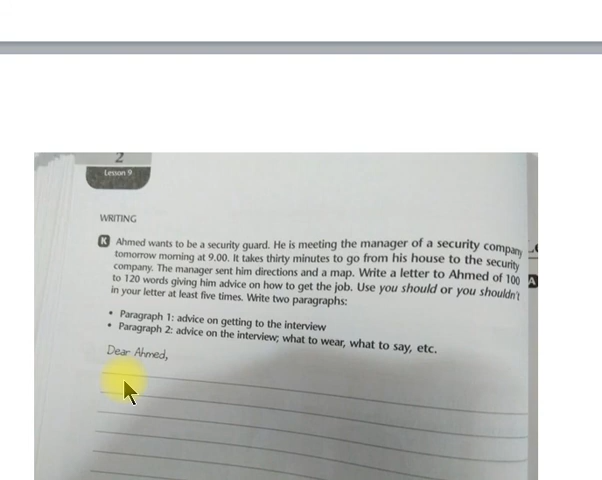 2
Lesson 9
WRITING
K Ahmed wants to be a security guard. He is meeting the manager of a security company
tomorrow morning at 9.00. It takes thirty minutes to go from his house to the security
company. The manager sent him directions and a map. Write a letter to Ahmed of 100
to 120 words giving him advice on how to get the job. Use you should or you shouldn't
in your letter at least five times. Write two paragraphs:
• Paragraph 1: advice on getting to the interview
• Paragraph 2: advice on the interview; what to wear, what to say, etc.
Dear Ahmed,
A